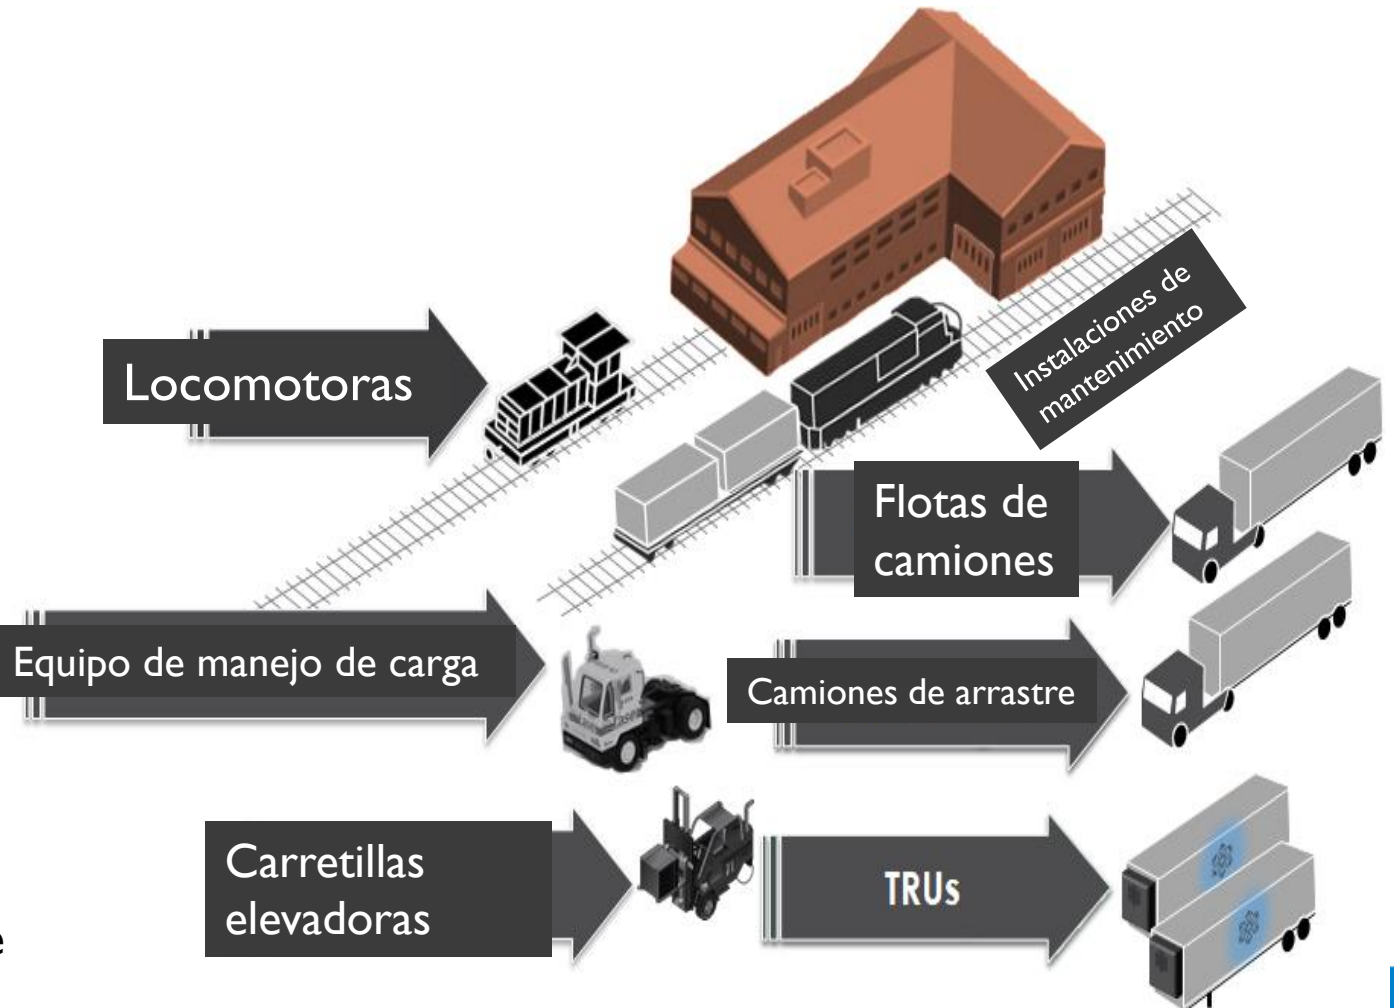 Instalaciones de
mantenimiento
Locomotoras
Flotas de
camiones
Equipo de manejo de carga
Camiones de arrastre
Carretillas
elevadoras
TRUs
e